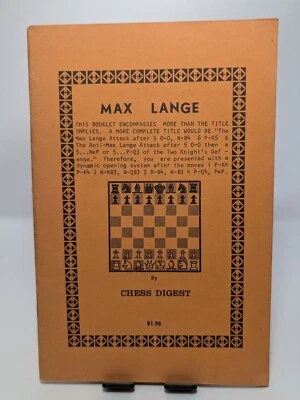 MAX LANGE
THIS BOOKLET ENCOMPASSES MORE THAN THE TITLE
IMPLIES. A MORE COMPLETE TITLE WOULD BE "The
Max Lange Attack after 5 O-O, B-B4 6 P-K5 &
The Anti-Max Lange Attack after 5 O-O then a
5...NxP or 5...P-Q3 of the Two Knight's Def-
ense." Therefore, you are presented with a
dynamic opening system after the moves 1 P-K4
P-K4 2 N-KB3, N-QB3 3 B-B4, N-B3 4 P-Q4, PxP.
By
CHESS DIGEST
$1.95